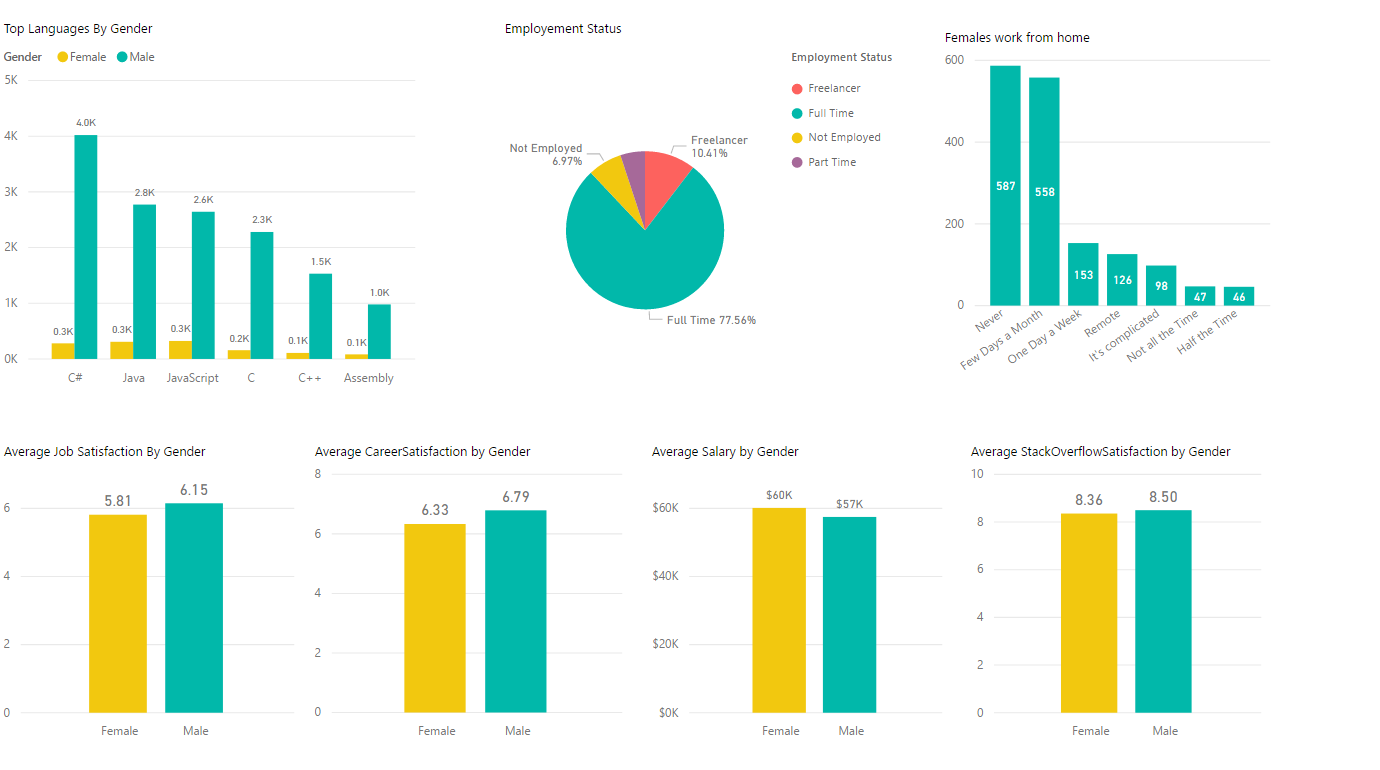 Top Languages By Gender
Gender Female Male
5K
4K
3K
2K
1K
0K
0.3K 4.0K
0.3K 2.8K
0.3K 2.6K
0.2K 2.3K
0.1K 1.5K
0.1K 1.0K
C# Java JavaScript C C++ Assembly
Employement Status
Employment Status
Freelancer
Full Time
Not Employed
Part Time
Not Employed
6.97%
Freelancer
10.41%
Full Time 77.56%
Females work from home
600
400
200
0
587 558 153 126 98 47 46
Never
Few Days a Month
One Day a Week
Remote
It's complicated
Not all the Time
Half the Time
Average Job Satisfaction By Gender
6
4
2
0
5.81 6.15
Female Male
Average CareerSatisfaction by Gender
8
6
4
2
0
6.33 6.79
Female Male
Average Salary by Gender
$60K
$40K
$20K
$0K
$60K $57K
Female Male
Average StackOverflowSatisfaction by Gender
10
8
6
4
2
0
8.36 8.50
Female Male